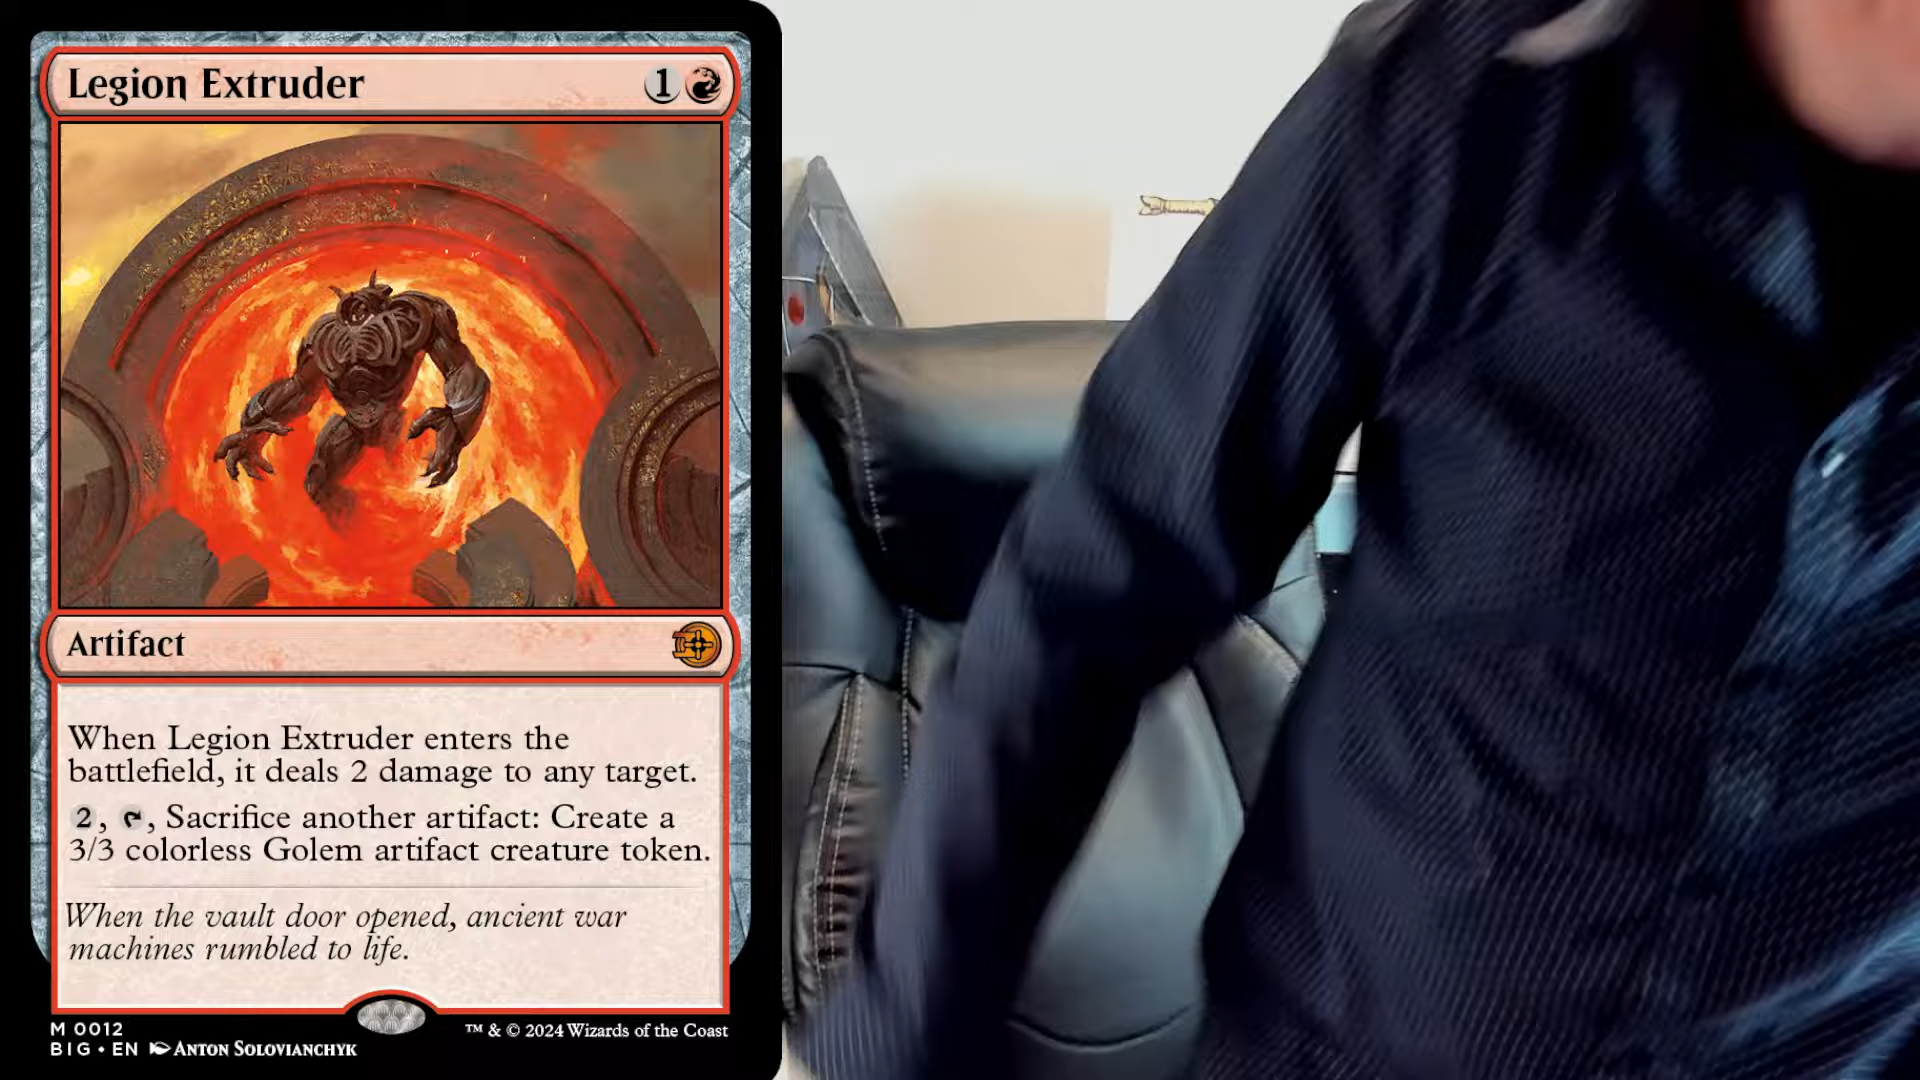 Legion Extruder 1
Artifact
When Legion Extruder enters the
battlefield, it deals 2 damage to any target.
2, , Sacrifice another artifact: Create a
3/3 colorless Golem artifact creature token.
When the vault door opened, ancient war
machines rumbled to life.
M 0012
BIG • EN Anton Solovianchyk
™ & © 2024 Wizards of the Coast